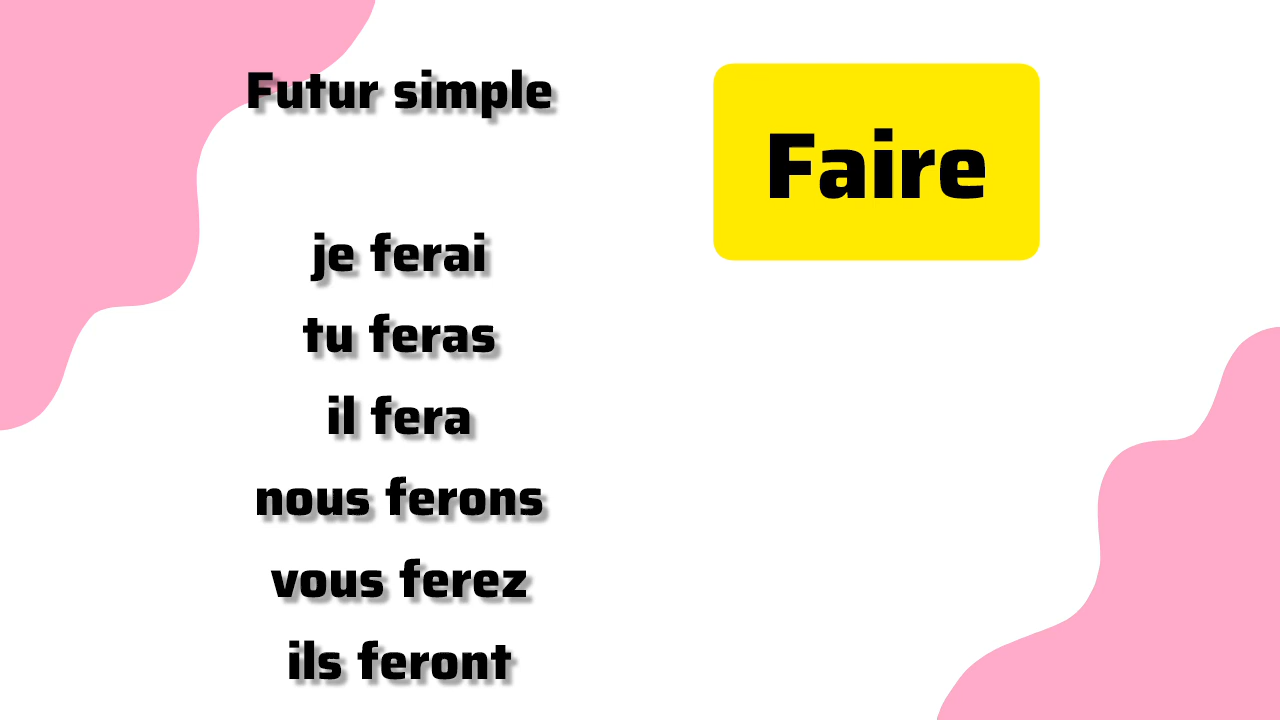 Futur simple
Faire
je ferai
tu feras
il fera
nous ferons
vous ferez
ils feront